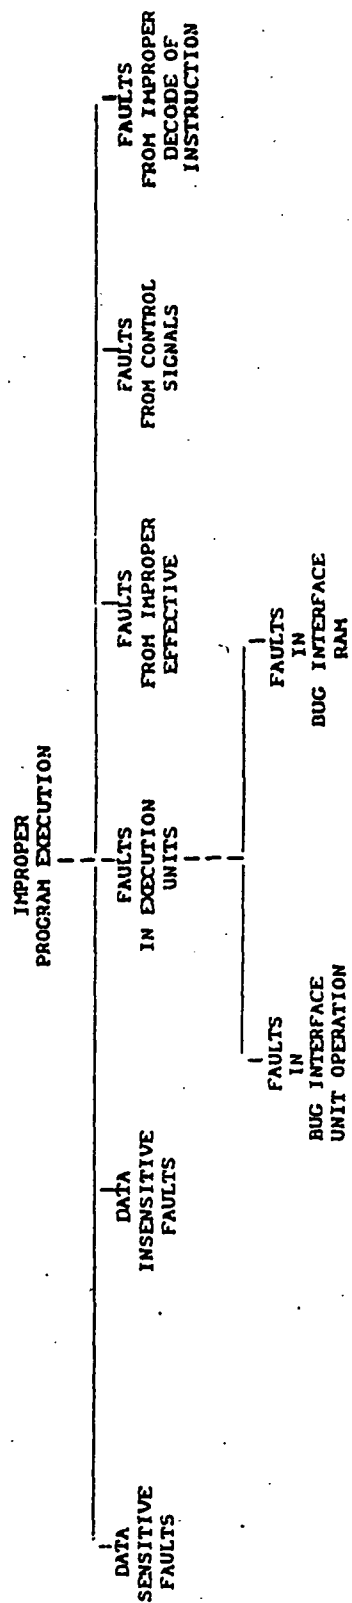 IMPROPER
PROGRAM EXECUTION
DATA
SENSITIVE
FAULTS
DATA
INSENSITIVE
FAULTS
FAULTS
IN EXECUTION
UNITS
FAULTS
FROM IMPROPER
EFFECTIVE
FAULTS
FROM CONTROL
SIGNALS
FAULTS
FROM IMPROPER
DECODE OF
INSTRUCTION
FAULTS
IN
BUG INTERFACE
UNIT OPERATION
FAULTS
IN
BUG INTERFACE
RAM